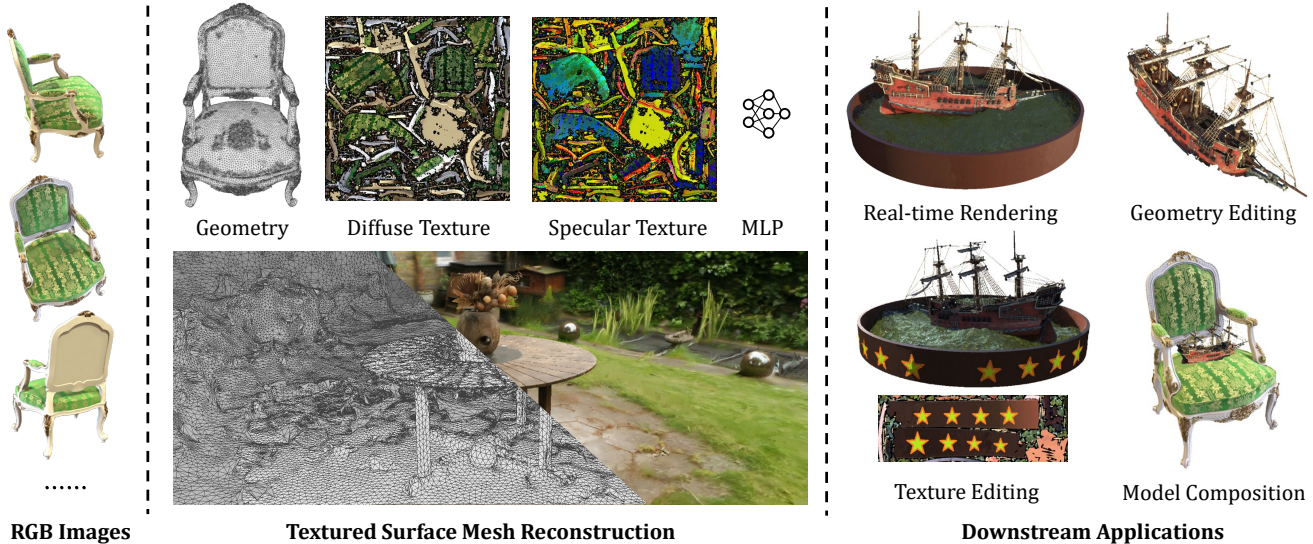 Geometry
Diffuse Texture
Specular Texture
MLP
Real-time Rendering
Geometry Editing
Texture Editing
Model Composition
......
RGB Images
Textured Surface Mesh Reconstruction
Downstream Applications